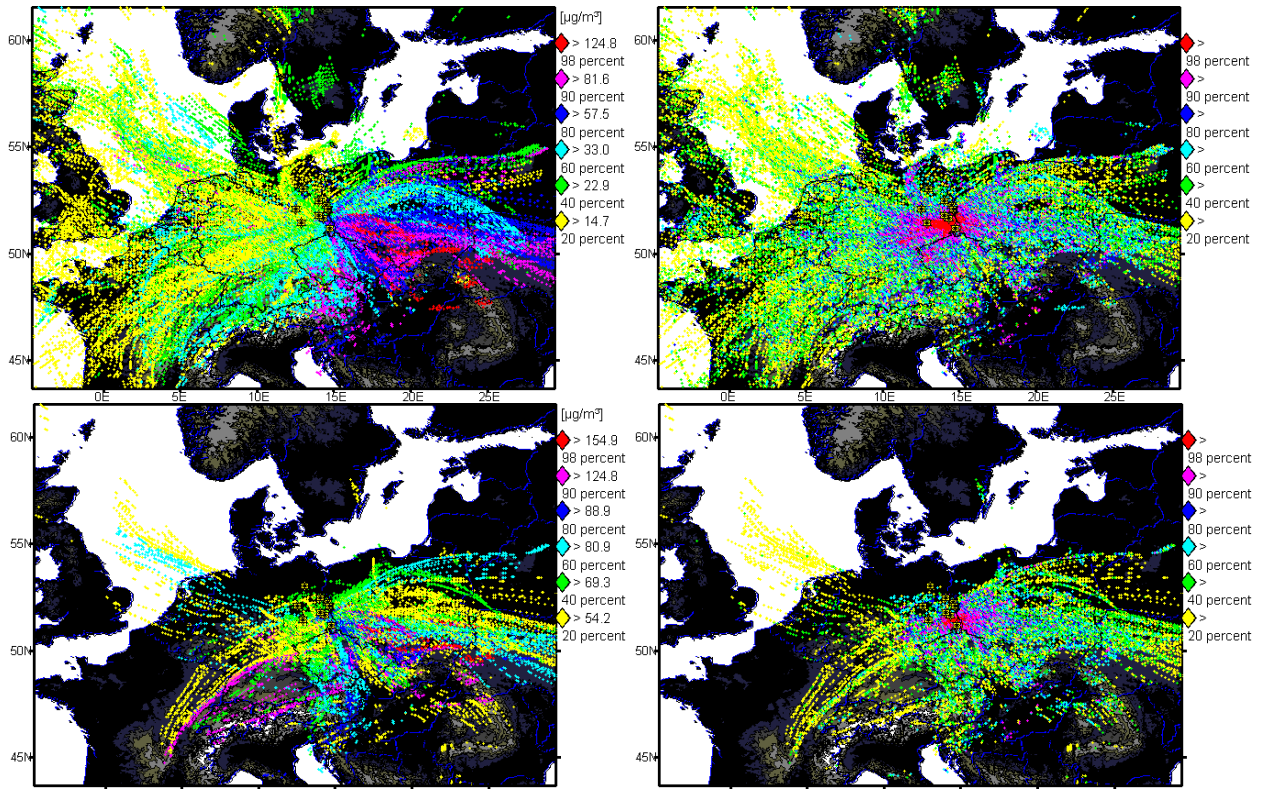 [µg/m³]
60N
> 124.8
98 percent
> 81.6
90 percent
> 57.5
80 percent
55N
> 33.0
60 percent
> 22.9
40 percent
> 14.7
20 percent
50N
45N
0E 5E 10E 15E 20E 25E
60N
>
98 percent
>
90 percent
>
80 percent
55N
>
60 percent
>
40 percent
>
20 percent
50N
45N
0E 5E 10E 15E 20E 25E
[µg/m³]
60N
> 154.9
98 percent
> 124.8
90 percent
> 88.9
80 percent
55N
> 80.9
60 percent
> 69.3
40 percent
> 54.2
20 percent
50N
45N
60N
>
98 percent
>
90 percent
>
80 percent
55N
>
60 percent
>
40 percent
>
20 percent
50N
45N